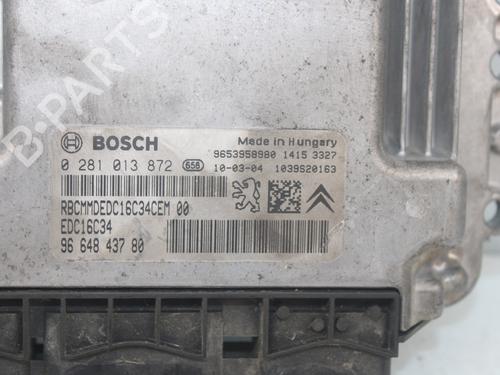 B-Parts
BOSCH
Made in Hungary
9653958980 1415 3327
0 281 013 872 656 10-03-04 1039S20163
RBCMMDEDC16C34CEM 00
EDC16C34
96 648 437 80